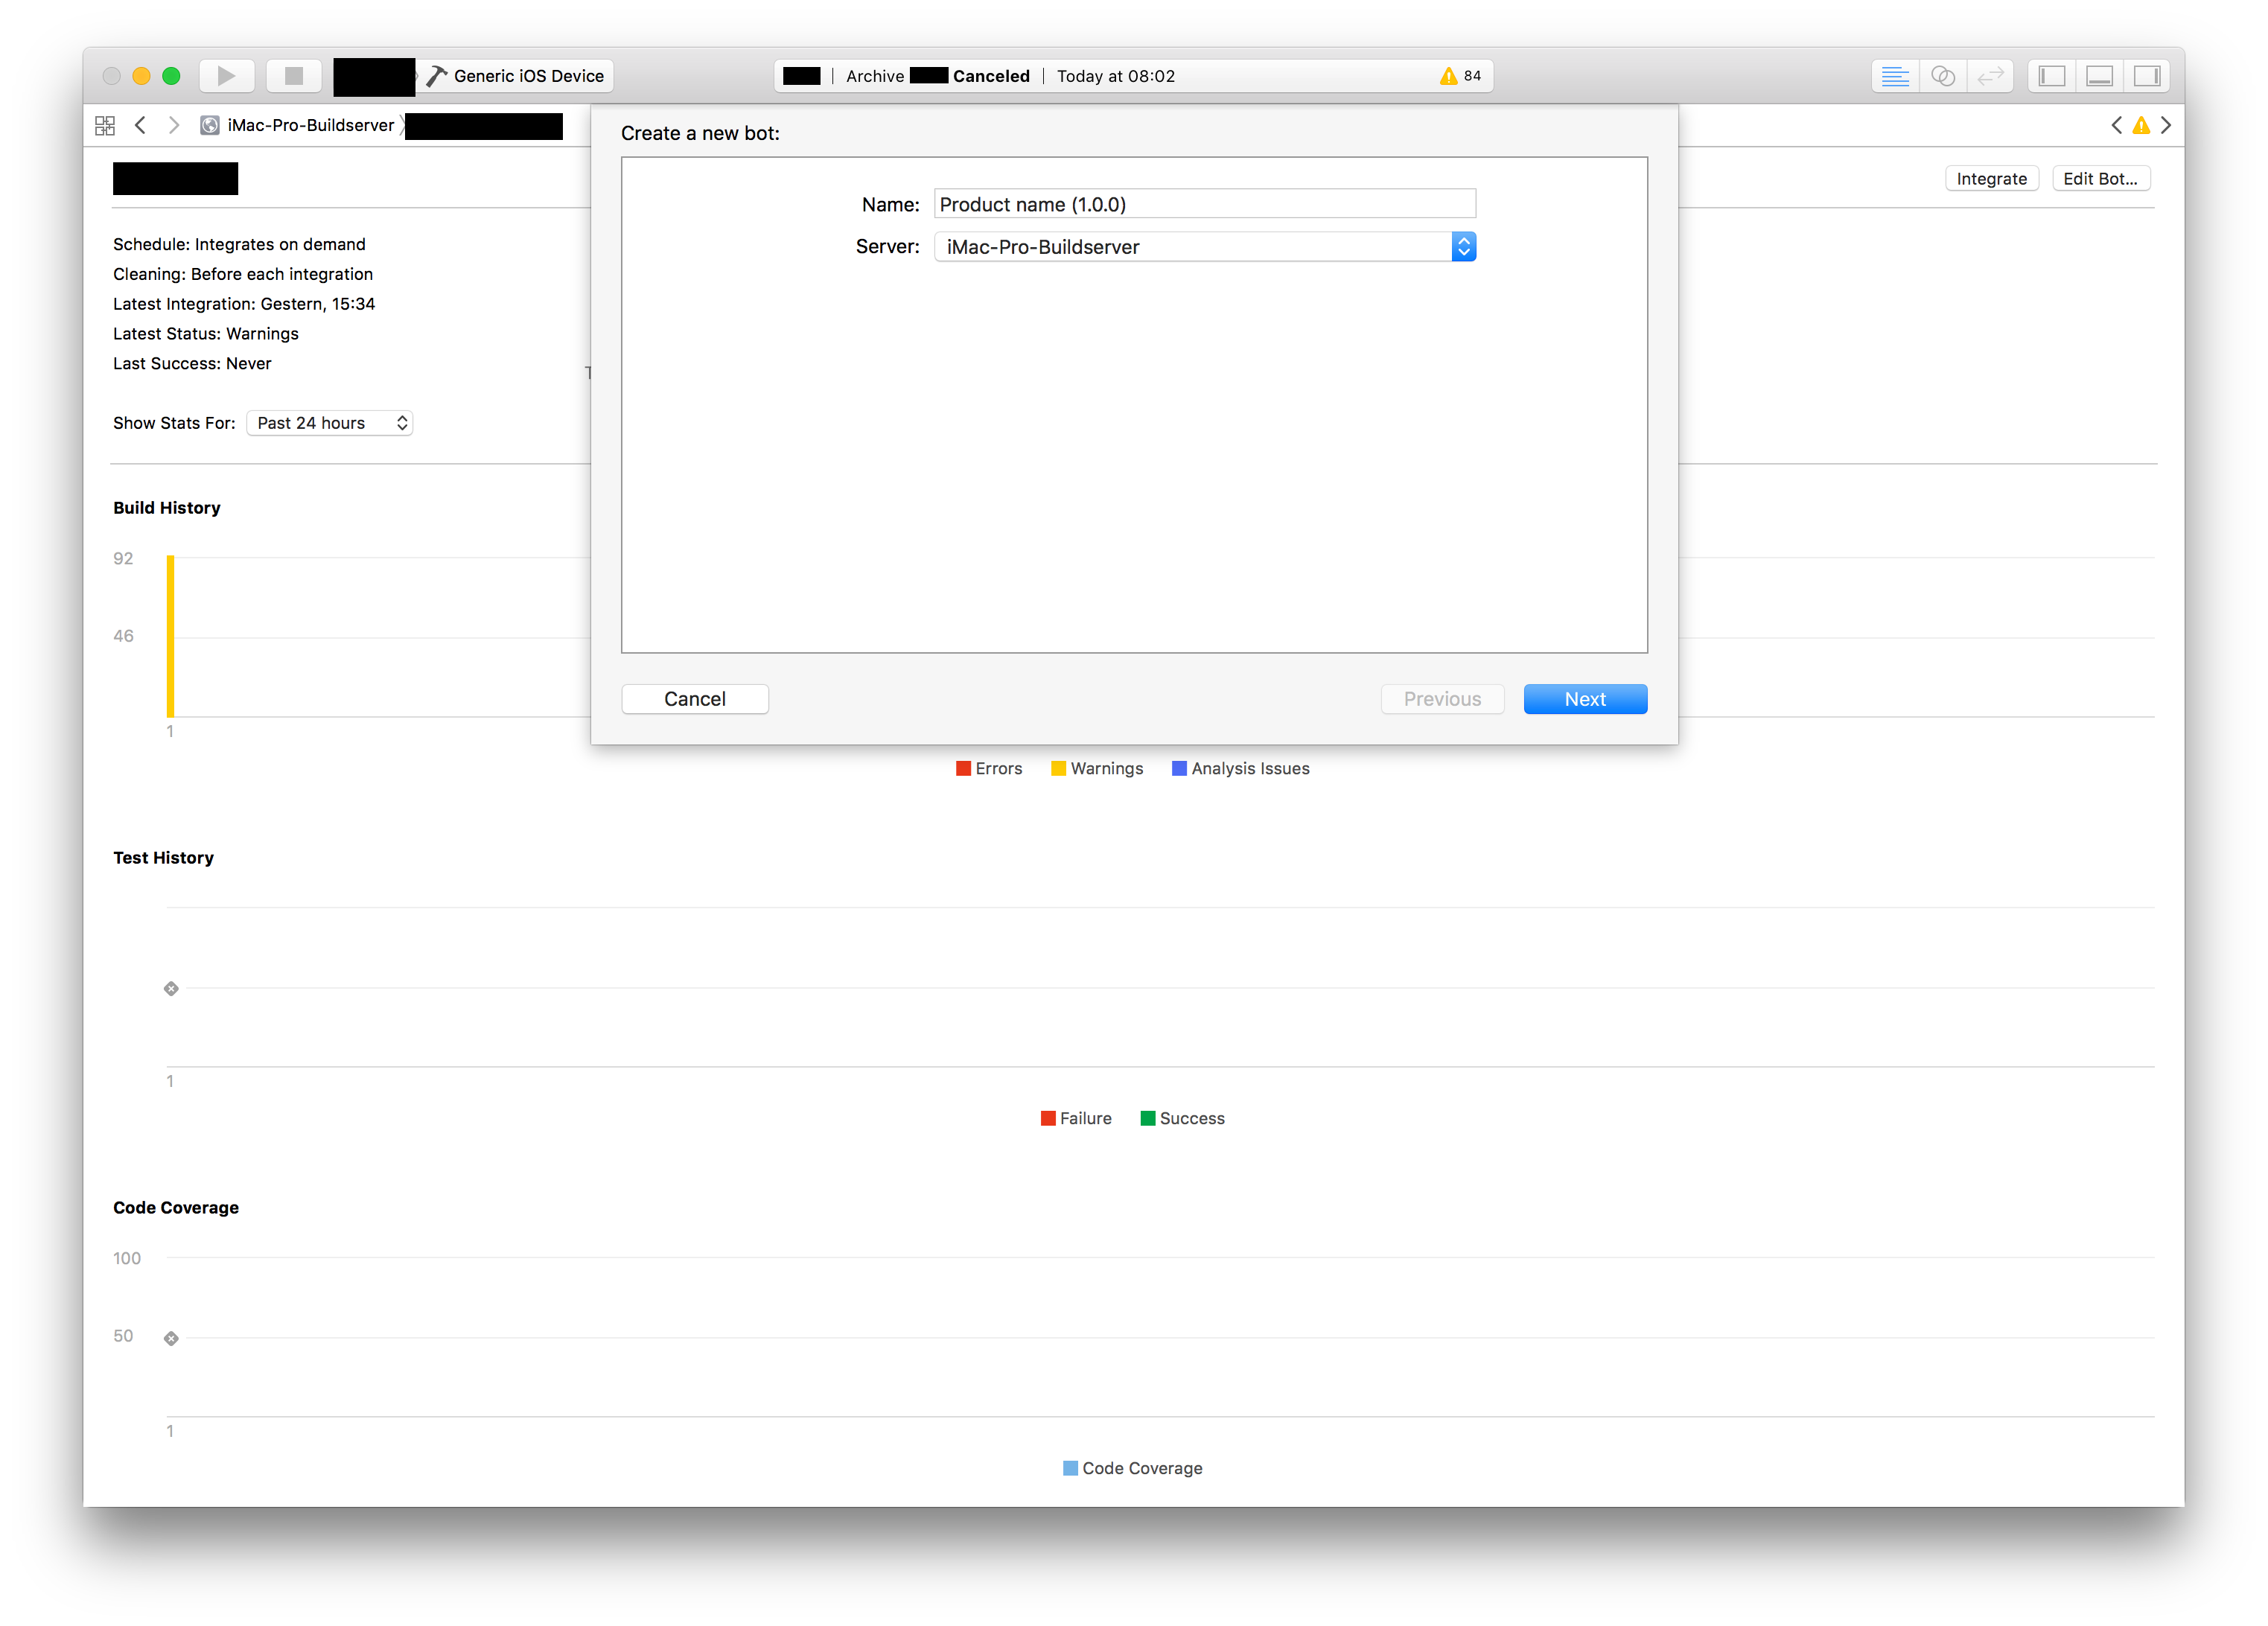 Generic iOS Device
Archive Canceled | Today at 08:02
84
iMac-Pro-Buildserver
Create a new bot:
Name: Product name (1.0.0)
Server: iMac-Pro-Buildserver
Cancel
Previous
Next
Integrate
Edit Bot...
Schedule: Integrates on demand
Cleaning: Before each integration
Latest Integration: Gestern, 15:34
Latest Status: Warnings
Last Success: Never
T
Show Stats For: Past 24 hours
Build History
92
46
1
Errors Warnings Analysis Issues
Test History
1
Failure Success
Code Coverage
100
50
1
Code Coverage